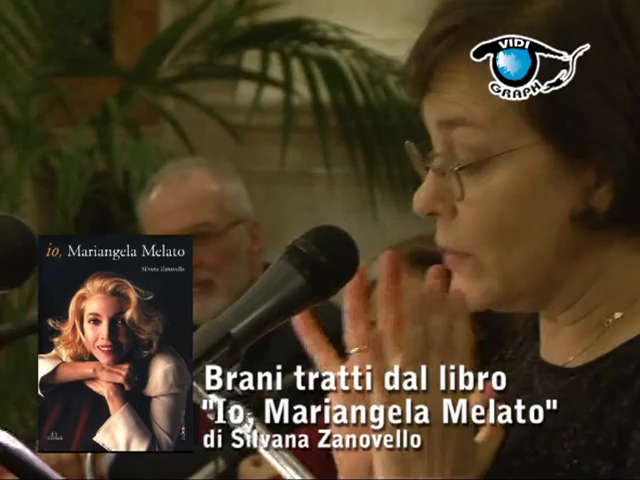 VIDI
GRAPH
io, Mariangela Melato
Silvana Zanovello
Brani tratti dal libro
"Io, Mariangela Melato"
di Silvana Zanovello